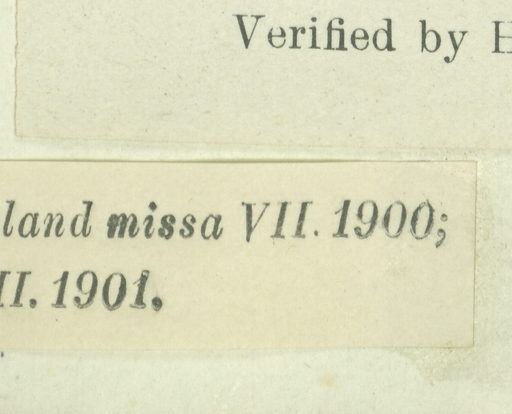 Verified by H
land missa VII. 1900;
II. 1901.